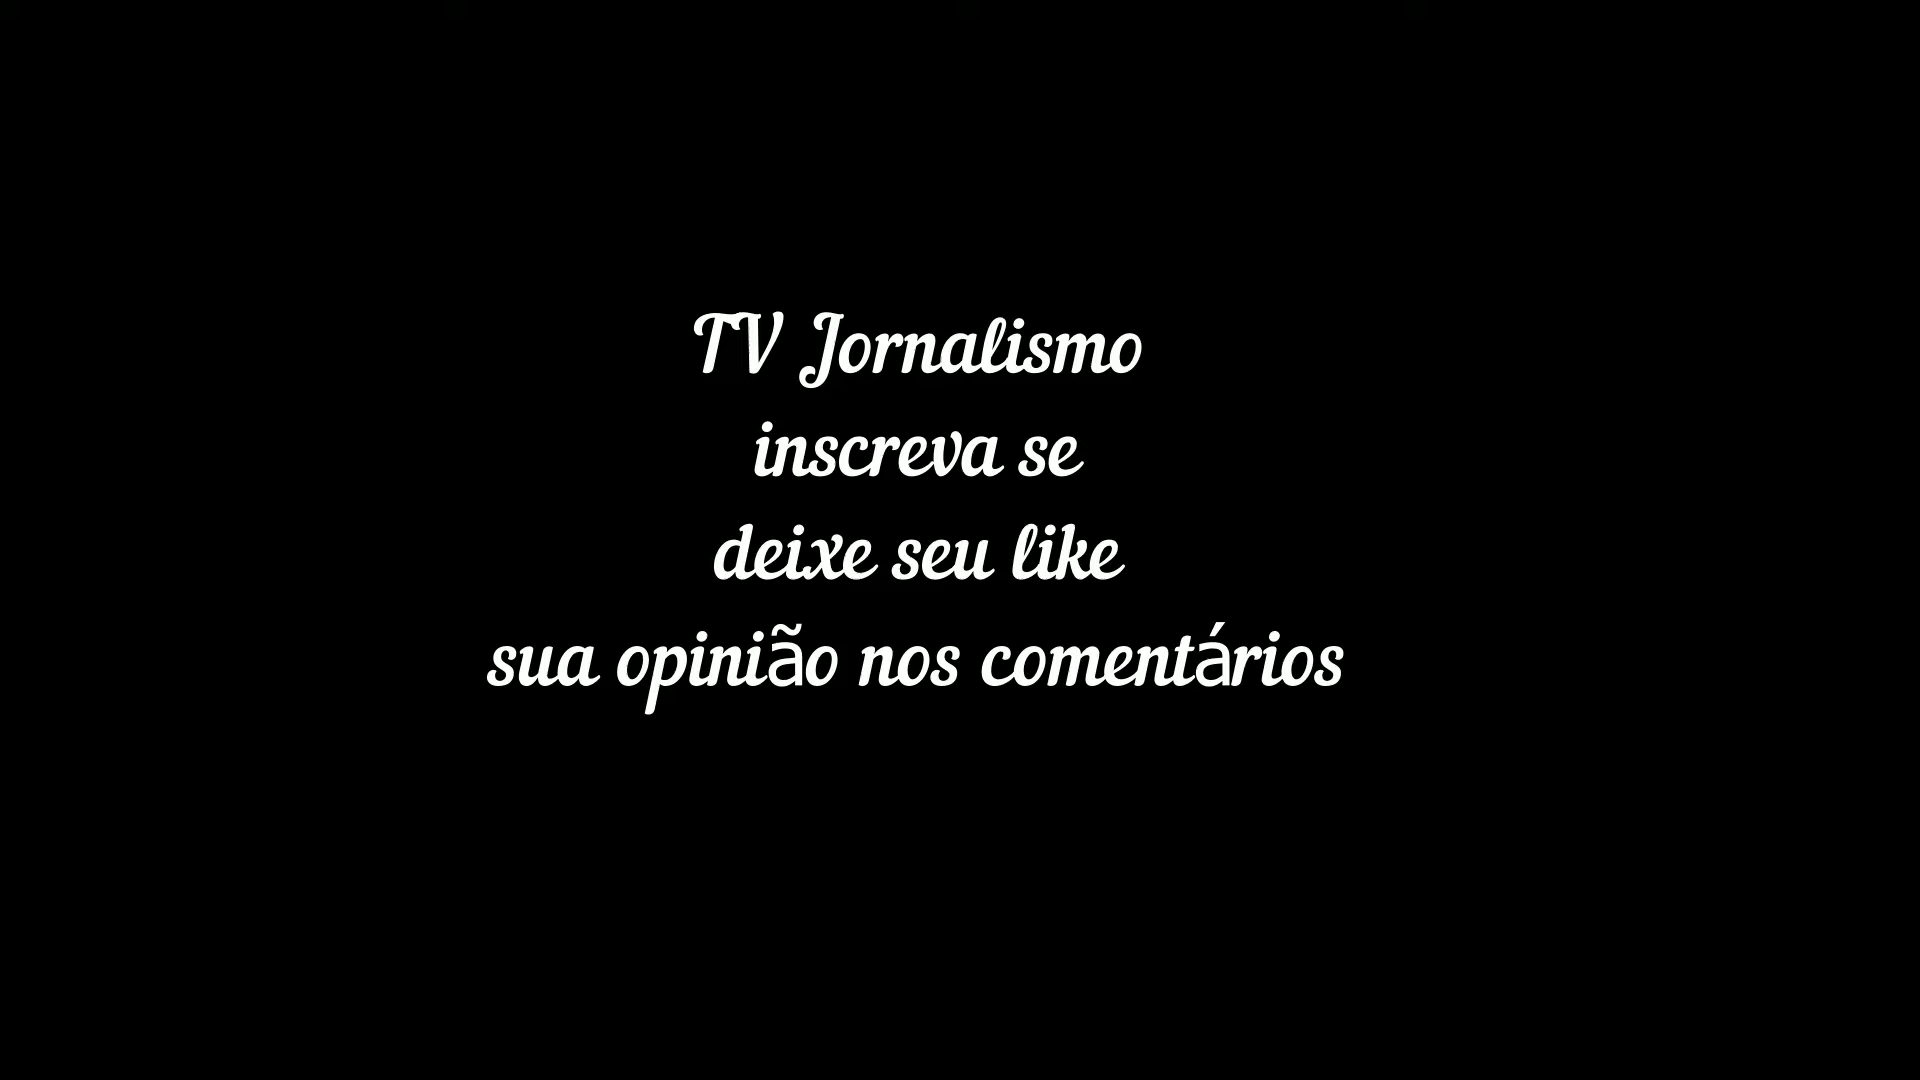 TV Jornalismo
inscreva se
deixe seu like
sua opinião nos comentários